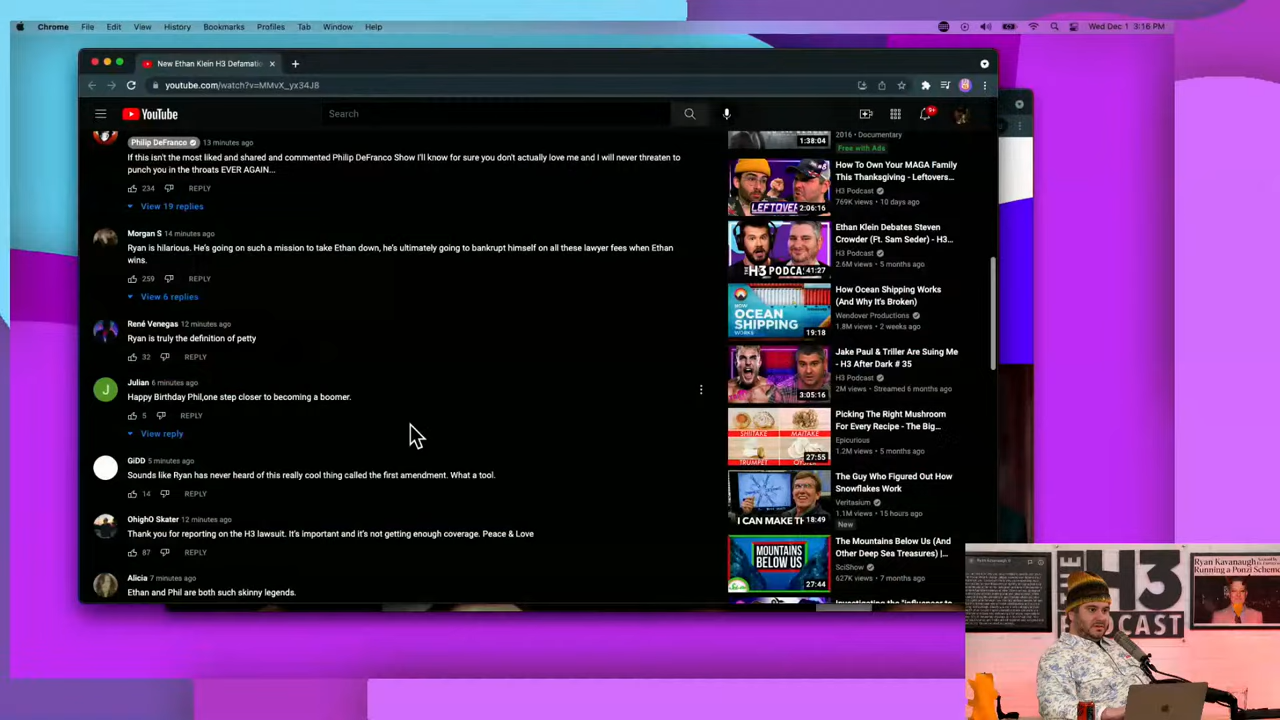 Chrome File Edit View History Bookmarks Profiles Tab Window Help
Wed Dec 1 3:16 PM
New Ethan Klein H3 Defamatio
youtube.com/watch?v=MMvX_yx34J8
YouTube
Search
9+
Philip DeFranco 13 minutes ago
If this isn't the most liked and shared and commented Philip DeFranco Show I'll know for sure you don't actually love me and I will never threaten to
punch you in the throats EVER AGAIN...
234 REPLY
View 19 replies
Morgan S 14 minutes ago
Ryan is hilarious. He's going on such a mission to take Ethan down, he's ultimately going to bankrupt himself on all these lawyer fees when Ethan
wins.
259 REPLY
View 6 replies
René Venegas 12 minutes ago
Ryan is truly the definition of petty
32 REPLY
J
Julian 6 minutes ago
Happy Birthday Phil,one step closer to becoming a boomer.
5 REPLY
View reply
GiDD 5 minutes ago
Sounds like Ryan has never heard of this really cool thing called the first amendment. What a tool.
14 REPLY
OhighO Skater 12 minutes ago
Thank you for reporting on the H3 lawsuit. It's important and it's not getting enough coverage. Peace & Love
87 REPLY
Alicia 7 minutes ago
Ethan and Phil are both such skinny legends.
1:38:04
2016 • Documentary
Free with Ads
LEFTOVER
2:06:16
How To Own Your MAGA Family
This Thanksgiving - Leftovers...
H3 Podcast
769K views • 10 days ago
H3 PODCA
41:27
Ethan Klein Debates Steven
Crowder (Ft. Sam Seder) - H3...
H3 Podcast
2.6M views • 5 months ago
HOW
OCEAN
SHIPPING
WORKS
19:18
How Ocean Shipping Works
(And Why It's Broken)
Wendover Productions
1.8M views • 2 weeks ago
3:05:16
Jake Paul & Triller Are Suing Me
- H3 After Dark # 35
H3 Podcast
2M views • Streamed 6 months ago
SHIITAKE
MAITAKE
TRUMPET
27:55
Picking The Right Mushroom
For Every Recipe - The Big...
Epicurious
1.2M views • 5 months ago
I CAN MAKE TH
18:49
The Guy Who Figured Out How
Snowflakes Work
Veritasium
1.1M views • 15 hours ago
New
MOUNTAINS
BELOW US
27:44
The Mountains Below Us (And
Other Deep Sea Treasures) |...
SciShow
627K views • 7 months ago
H3
PODCAST
Ryan Kavanaugh
Running a Ponzi Scheme